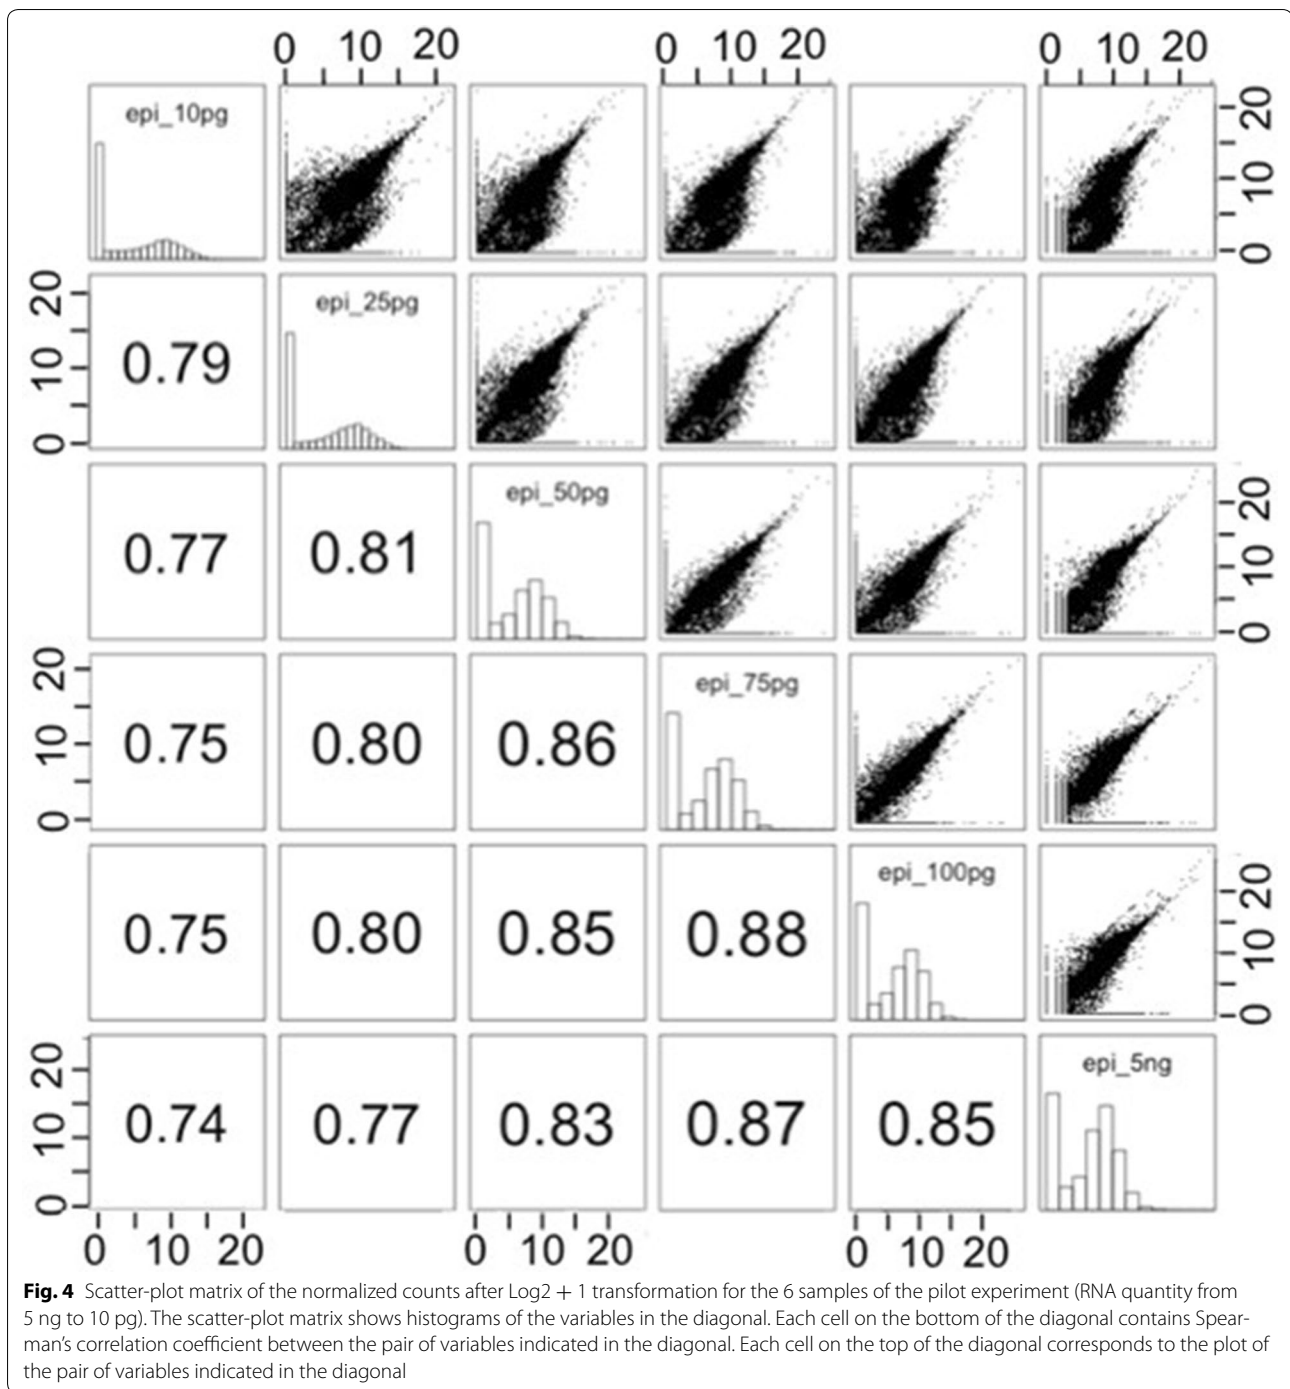 0 10 20 0 10 20 0 10 20
epi_10pg
20
10
0
20
10
0
0.79
epi_25pg
0.77 0.81
epi_50pg
20
10
0
20
10
0
0.75 0.80 0.86
epi_75pg
0.75 0.80 0.85 0.88
epi_100pg
20
10
0
20
10
0
0.74 0.77 0.83 0.87 0.85
epi_5ng
0 10 20 0 10 20 0 10 20
Fig. 4 Scatter-plot matrix of the normalized counts after Log2 + 1 transformation for the 6 samples of the pilot experiment (RNA quantity from
5 ng to 10 pg). The scatter-plot matrix shows histograms of the variables in the diagonal. Each cell on the bottom of the diagonal contains Spear-
man's correlation coefficient between the pair of variables indicated in the diagonal. Each cell on the top of the diagonal corresponds to the plot of
the pair of variables indicated in the diagonal